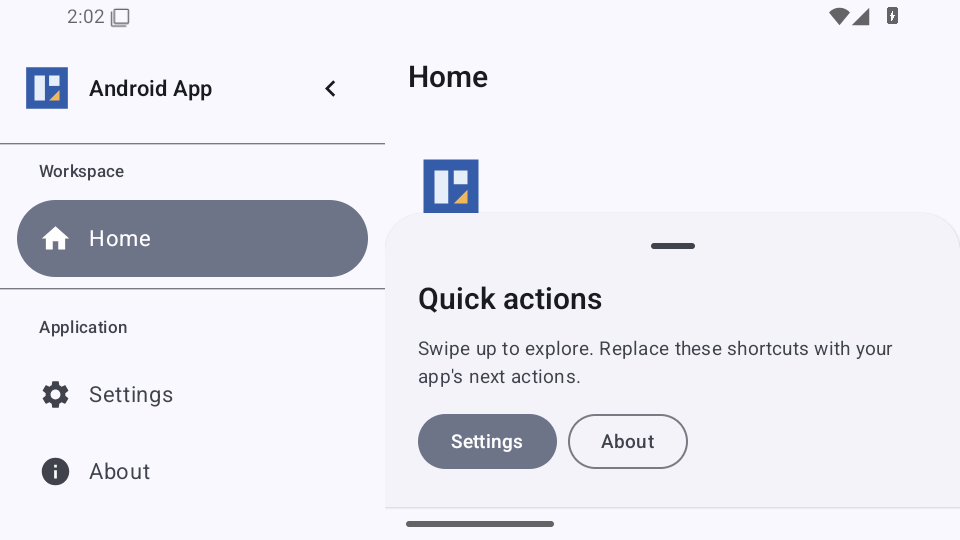 2:02
Android App
Workspace
Home
Application
Settings
About
Home
Quick actions
Swipe up to explore. Replace these shortcuts with your
app's next actions.
Settings
About